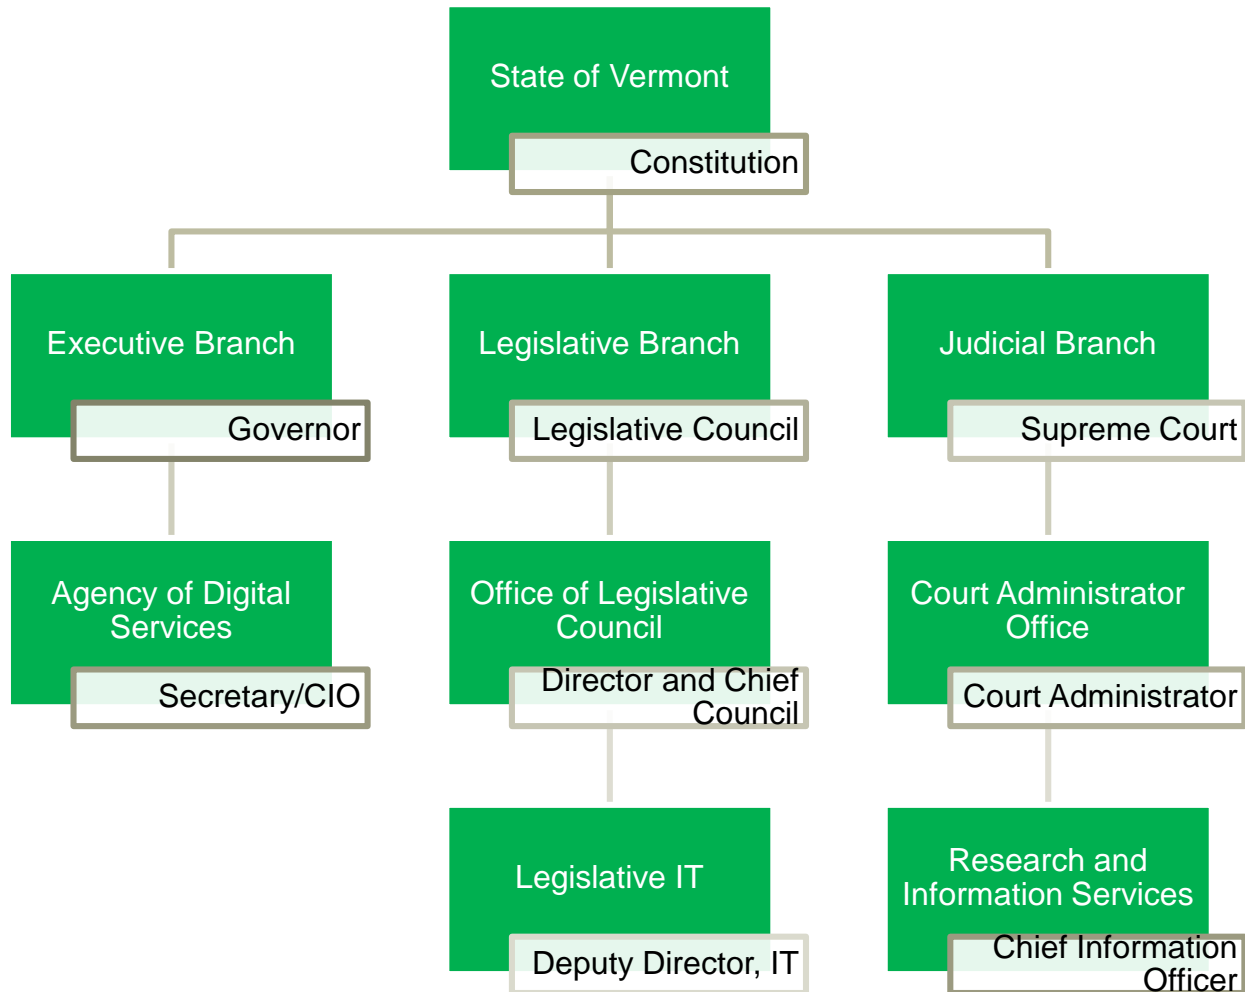 State of Vermont
Constitution
Executive Branch
Governor
Legislative Branch
Legislative Council
Judicial Branch
Supreme Court
Agency of Digital
Services
Secretary/CIO
Office of Legislative
Council
Director and Chief
Council
Court Administrator
Office
Court Administrator
Legislative IT
Deputy Director, IT
Research and
Information Services
Chief Information
Officer